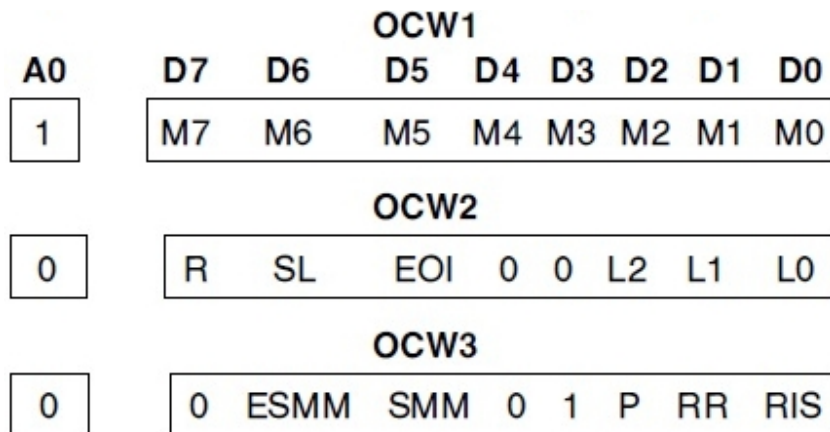 OCW1
A0 D7 D6 D5 D4 D3 D2 D1 D0
1 M7 M6 M5 M4 M3 M2 M1 M0
OCW2
0 R SL EOI 0 0 L2 L1 L0
OCW3
0 0 ESMM SMM 0 1 P RR RIS